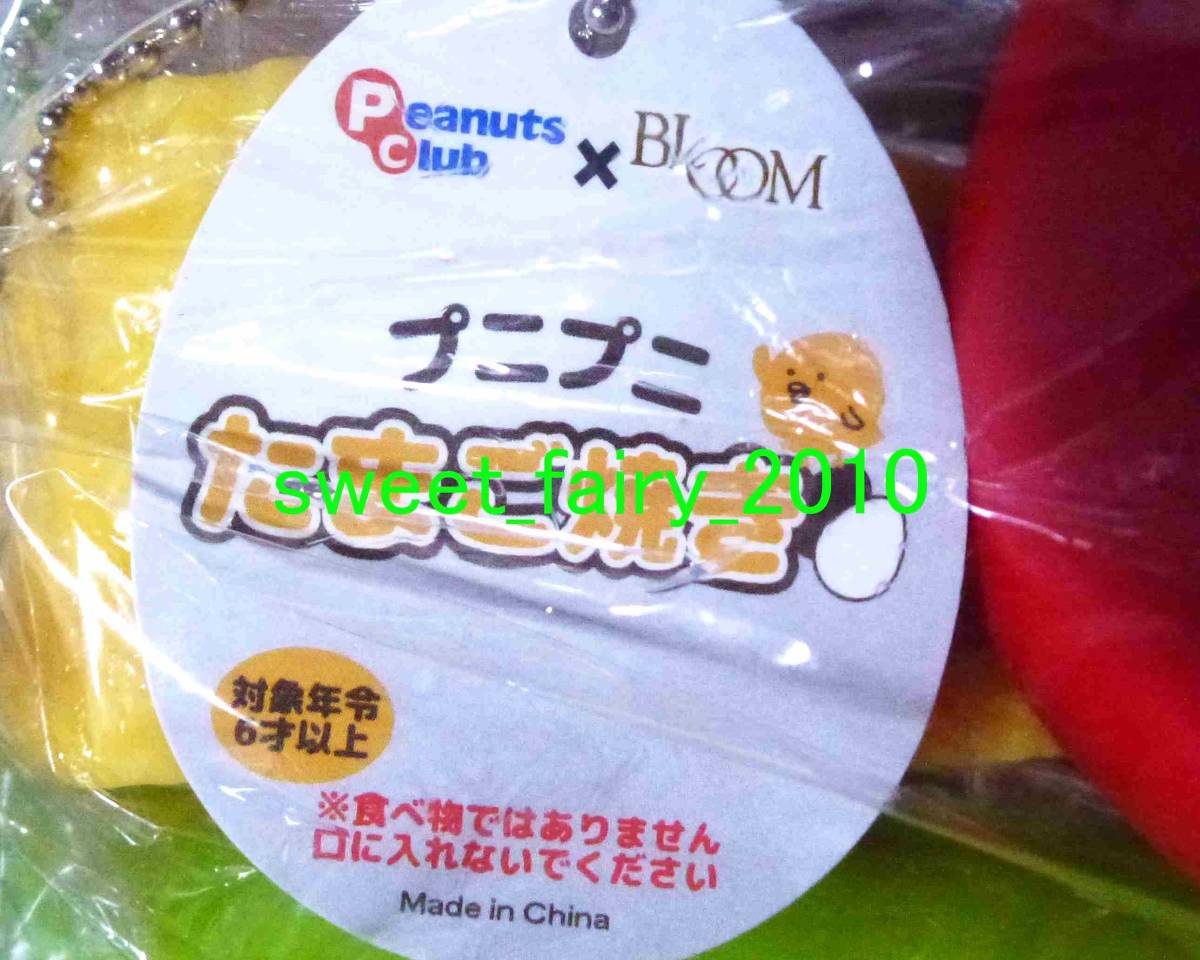 Peanuts Club × BLOOM
プニプニ
たまご焼き
sweet_fairy_2010
対象年令
6才以上
※食べ物ではありません
口に入れないでください
Made in China